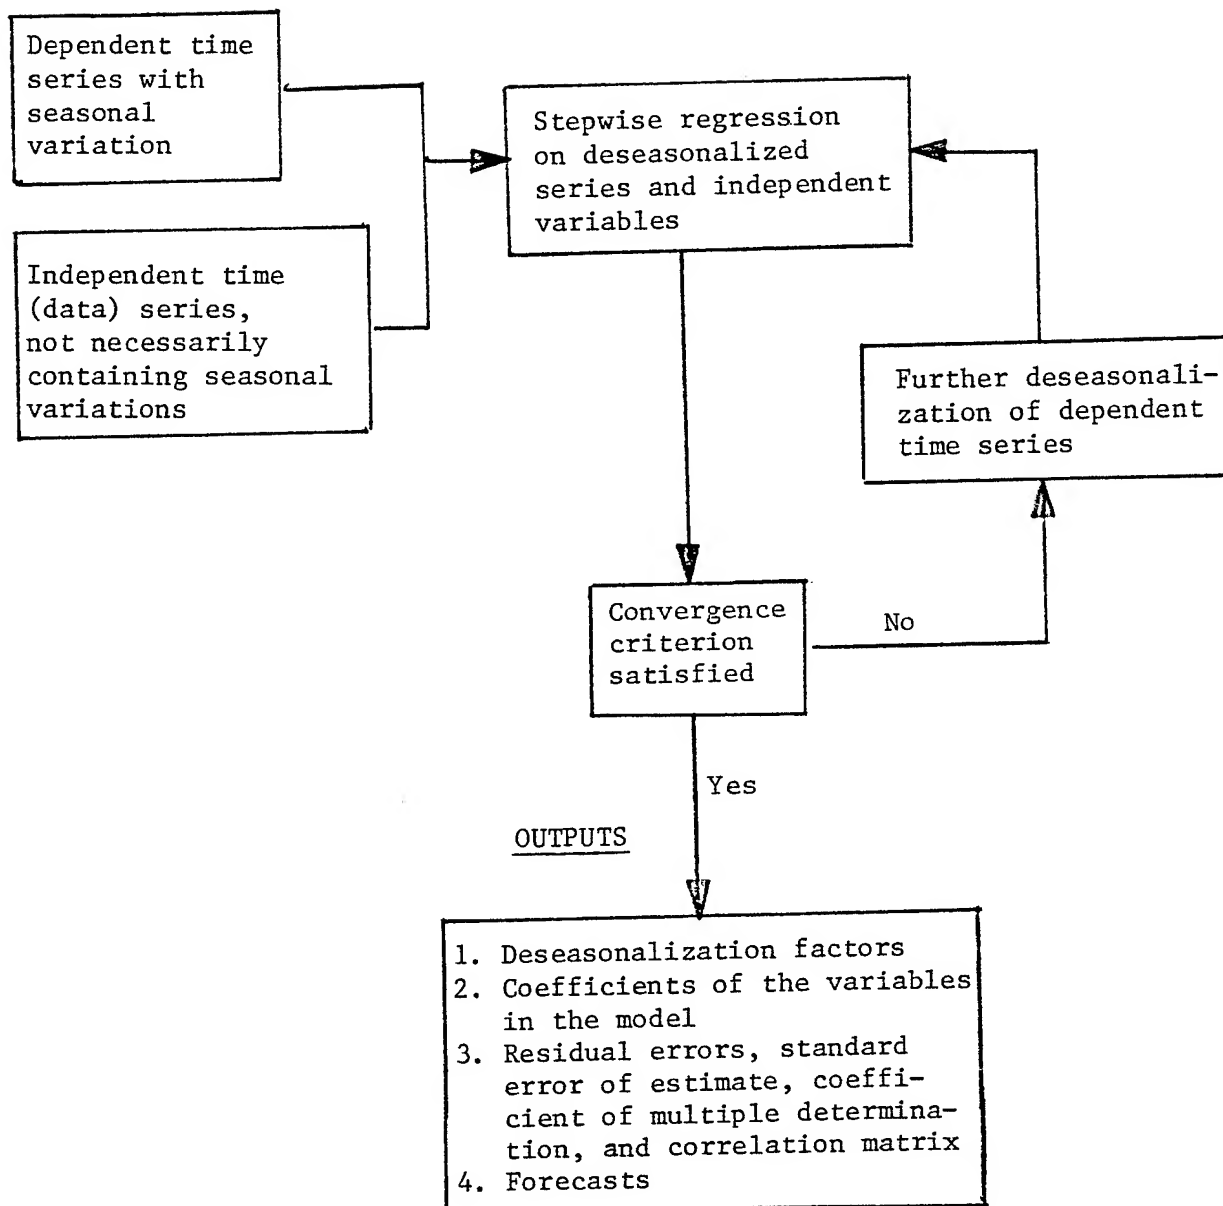 Dependent time
series with
seasonal
variation
Independent time
(data) series,
not necessarily
containing seasonal
variations
Stepwise regression
on deseasonalized
series and independent
variables
Further deseasonali-
zation of dependent
time series
Convergence
criterion
satisfied
No
Yes
OUTPUTS
1. Deseasonalization factors
2. Coefficients of the variables
in the model
3. Residual errors, standard
error of estimate, coeffi-
cient of multiple determina-
tion, and correlation matrix
4. Forecasts